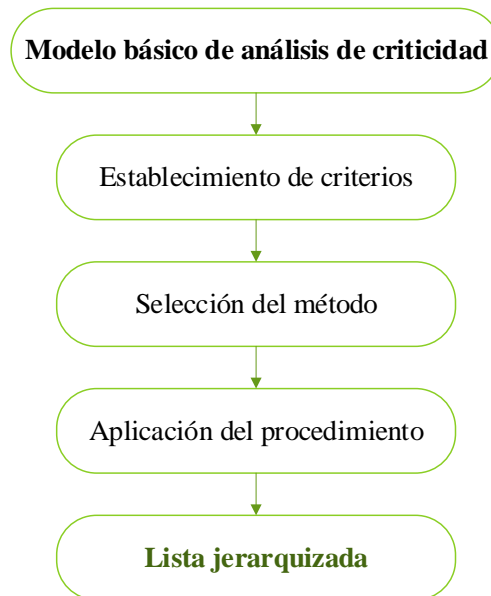 Modelo básico de análisis de criticidad
Establecimiento de criterios
Selección del método
Aplicación del procedimiento
Lista jerarquizada